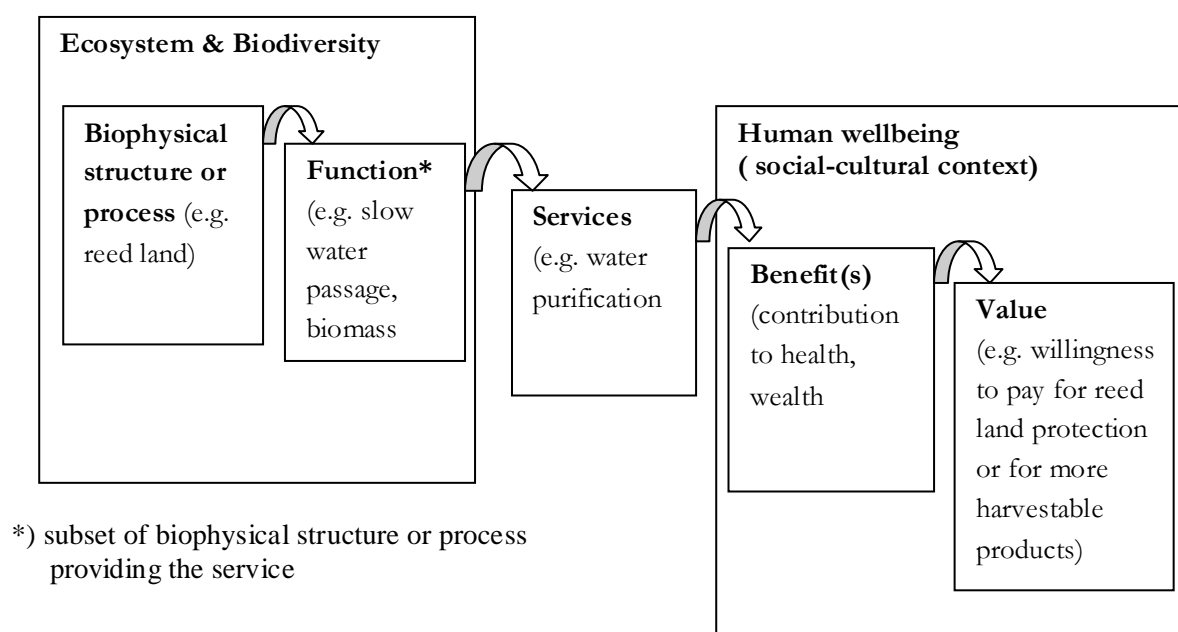 Ecosystem & Biodiversity
Biophysical
structure or
process (e.g.
reed land)
Function*
(e.g. slow
water
passage,
biomass
Services
(e.g. water
purification
Human wellbeing
( social-cultural context)
Benefit(s)
(contribution
to health,
wealth
Value
(e.g. willingness
to pay for reed
land protection
or for more
harvestable
products)
*) subset of biophysical structure or process
providing the service